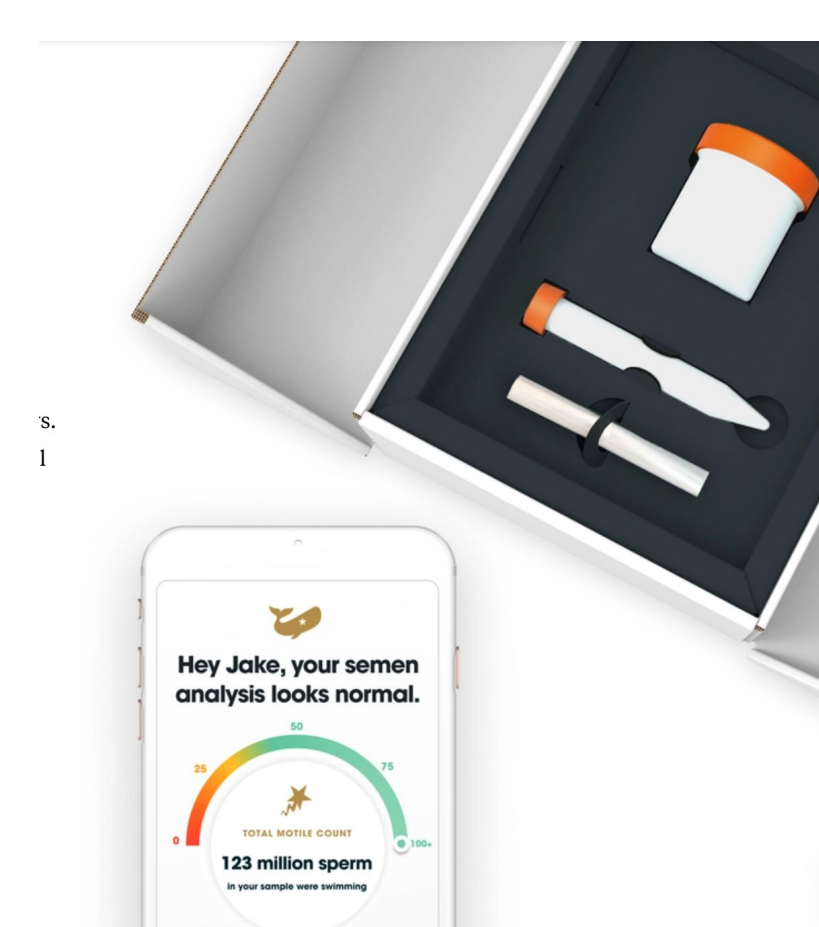 l
Hey Jake, your semen
analysis looks normal.
50
25
75
TOTAL MOTILE COUNT
0
100+
123 million sperm
in your sample were swimming